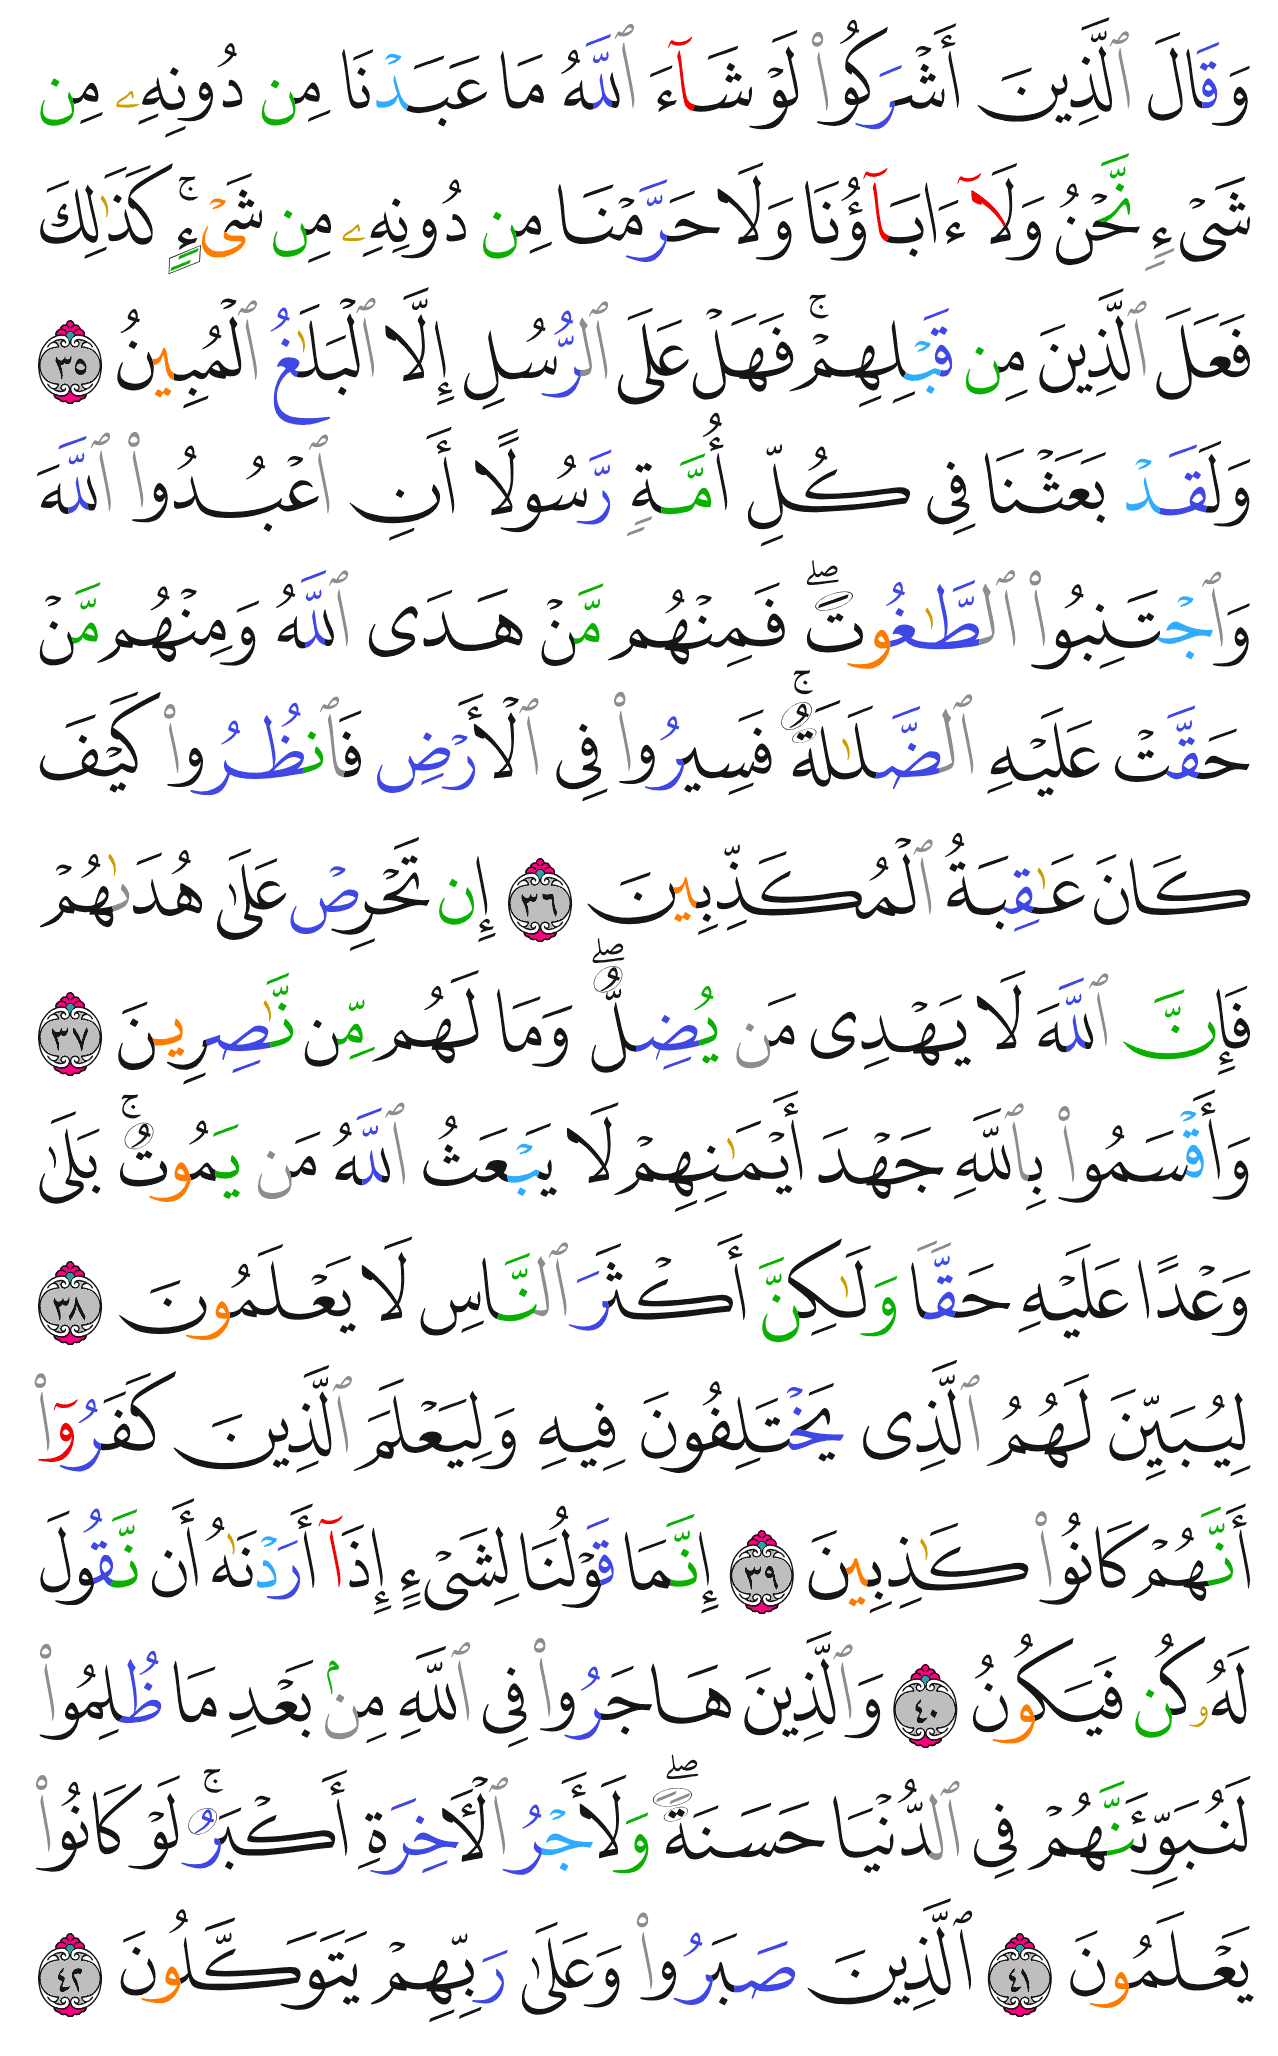 وَقَالَ ٱلَّذِينَ أَشْرَكُوا۟ لَوْ شَآءَ ٱللَّهُ مَا عَبَدْنَا مِن دُونِهِۦ مِن
شَىْءٍ نَّحْنُ وَلَآ ءَابَآؤُنَا وَلَا حَرَّمْنَا مِن دُونِهِۦ مِن شَىْءٍ ۚ كَذَٰلِكَ
فَعَلَ ٱلَّذِينَ مِن قَبْلِهِمْ ۚ فَهَلْ عَلَى ٱلرُّسُلِ إِلَّا ٱلْبَلَـٰغُ ٱلْمُبِينُ ٣٥
وَلَقَدْ بَعَثْنَا فِى كُلِّ أُمَّةٍ رَّسُولًا أَنِ ٱعْبُدُوا۟ ٱللَّهَ
وَٱجْتَنِبُوا۟ ٱلطَّـٰغُوتَ ۖ فَمِنْهُم مَّنْ هَدَى ٱللَّهُ وَمِنْهُم مَّنْ
حَقَّتْ عَلَيْهِ ٱلضَّلَـٰلَةُ ۚ فَسِيرُوا۟ فِى ٱلْأَرْضِ فَٱنظُرُوا۟ كَيْفَ
كَانَ عَـٰقِبَةُ ٱلْمُكَذِّبِينَ ٣٦ إِن تَحْرِصْ عَلَىٰ هُدَىٰهُمْ
فَإِنَّ ٱللَّهَ لَا يَهْدِى مَن يُضِلُّ ۖ وَمَا لَهُم مِّن نَّـٰصِرِينَ ٣٧
وَأَقْسَمُوا۟ بِٱللَّهِ جَهْدَ أَيْمَـٰنِهِمْ لَا يَبْعَثُ ٱللَّهُ مَن يَمُوتُ ۚ بَلَىٰ
وَعْدًا عَلَيْهِ حَقًّا وَلَـٰكِنَّ أَكْثَرَ ٱلنَّاسِ لَا يَعْلَمُونَ ٣٨
لِيُبَيِّنَ لَهُمُ ٱلَّذِى يَخْتَلِفُونَ فِيهِ وَلِيَعْلَمَ ٱلَّذِينَ كَفَرُوٓا۟
أَنَّهُمْ كَانُوا۟ كَـٰذِبِينَ ٣٩ إِنَّمَا قَوْلُنَا لِشَىْءٍ إِذَآ أَرَدْنَـٰهُ أَن نَّقُولَ
لَهُۥ كُن فَيَكُونُ ٤٠ وَٱلَّذِينَ هَاجَرُوا۟ فِى ٱللَّهِ مِنۢ بَعْدِ مَا ظُلِمُوا۟
لَنُبَوِّئَنَّهُمْ فِى ٱلدُّنْيَا حَسَنَةً ۖ وَلَأَجْرُ ٱلْـَٔاخِرَةِ أَكْبَرُ ۚ لَوْ كَانُوا۟
يَعْلَمُونَ ٤١ ٱلَّذِينَ صَبَرُوا۟ وَعَلَىٰ رَبِّهِمْ يَتَوَكَّلُونَ ٤٢